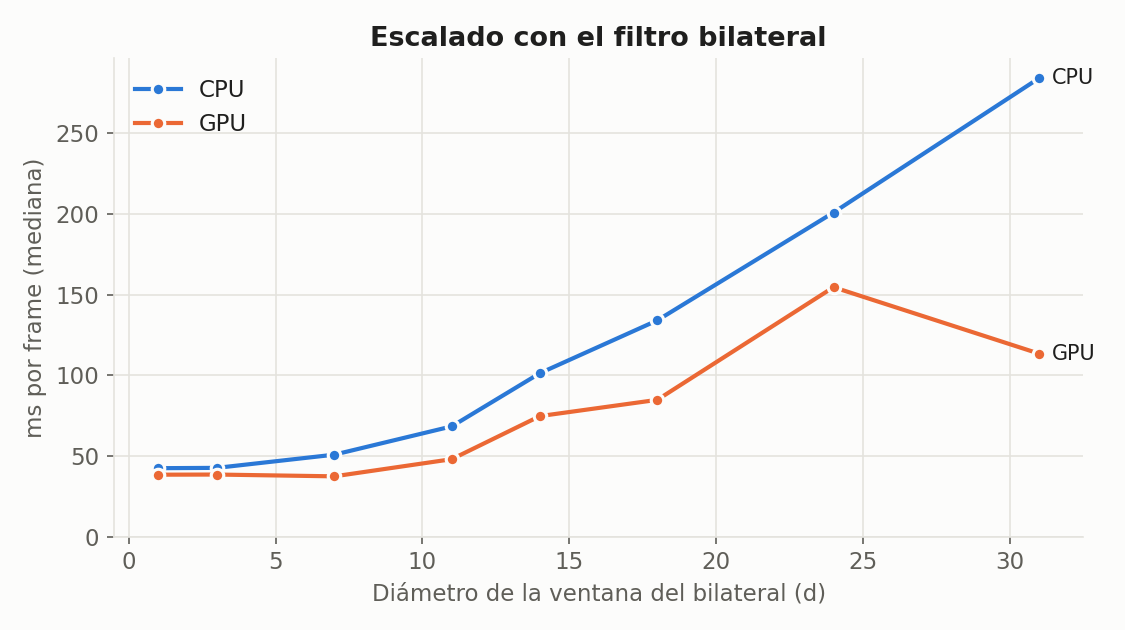 Escalado con el filtro bilateral
CPU
GPU
ms por frame (mediana)
250
200
150
100
50
0
CPU
GPU
0 5 10 15 20 25 30
Diámetro de la ventana del bilateral (d)